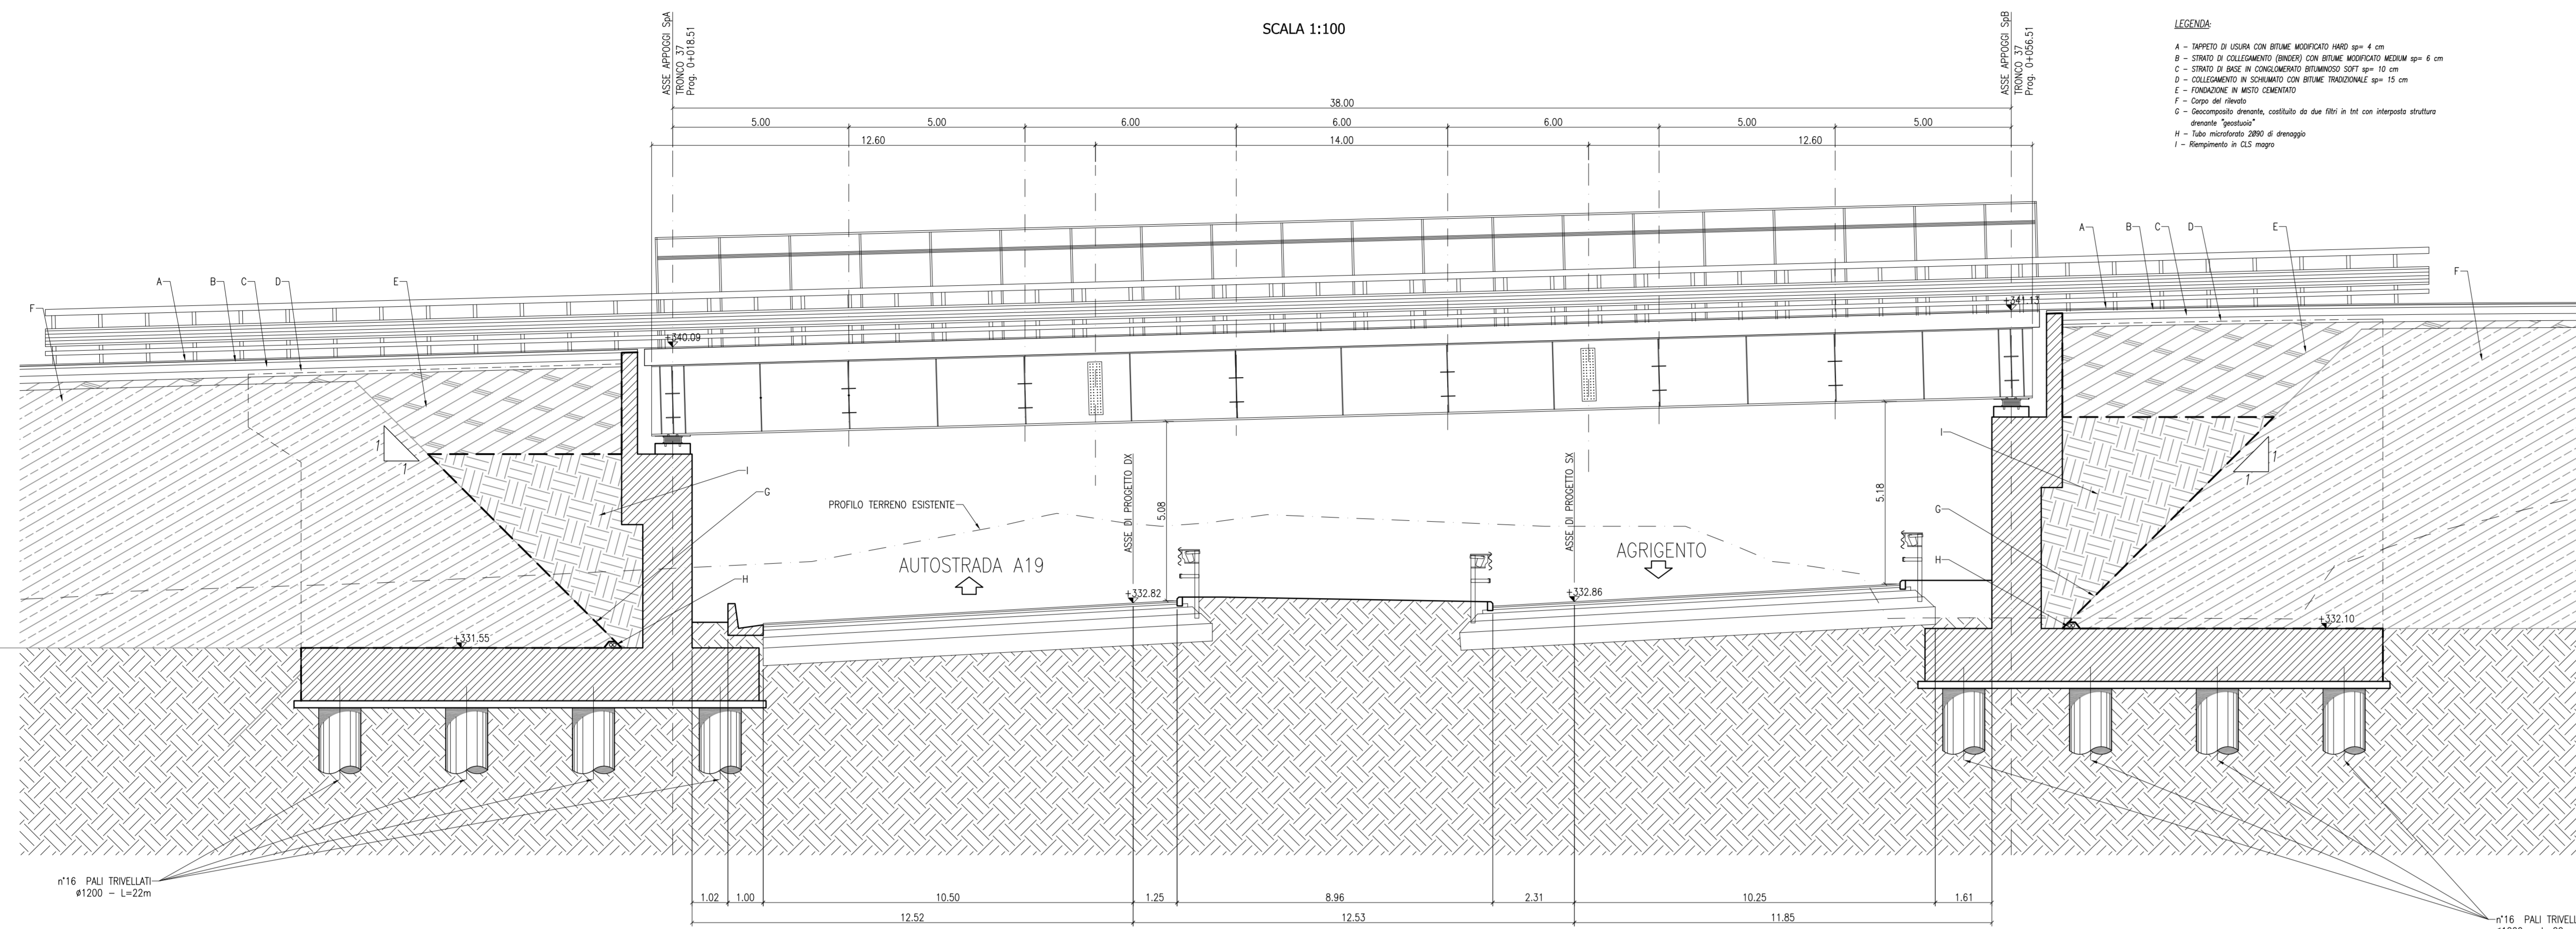 SCALA 1:100
ASSE APPOGGI SpA
TRONCO 37
Prog. 0+018.51
ASSE APPOGGI SpB
TRONCO 37
Prog. 0+056.51
LEGENDA:
A - TAPPETO DI USURA CON BITUME MODIFICATO HARD sp= 4 cm
B - STRATO DI COLLEGAMENTO (BINDER) CON BITUME MODIFICATO MEDIUM sp= 6 cm
C - STRATO DI BASE IN CONGLOMERATO BITUMINOSO SOFT sp= 10 cm
D - COLLEGAMENTO IN SCHIUMATO CON BITUME TRADIZIONALE sp= 15 cm
E - FONDAZIONE IN MISTO CEMENTATO
F - Corpo del rilevato
G - Geocomposito drenante, costituito da due filtri in tnt con interposta struttura
drenante "geostuoia"
H - Tubo microforato 2Ø90 di drenaggio
I - Riempimento in CLS magro
38.00
5.00 5.00 6.00 6.00 6.00 5.00 5.00
12.60 14.00 12.60
A B C D E F
F A B C D E
+341.13
+340.09
1
1
I
G
H
PROFILO TERRENO ESISTENTE
ASSE DI PROGETTO DX
5.08
ASSE DI PROGETTO SX
5.18
AUTOSTRADA A19
AGRIGENTO
I
G
H
1
1
+332.82
+332.86
+331.55
+332.10
n°16 PALI TRIVELLATI
ø1200 - L=22m
1.02 1.00 10.50 1.25 8.96 2.31 10.25 1.61
12.52 12.53 11.85
n°16 PALI TRIVELL